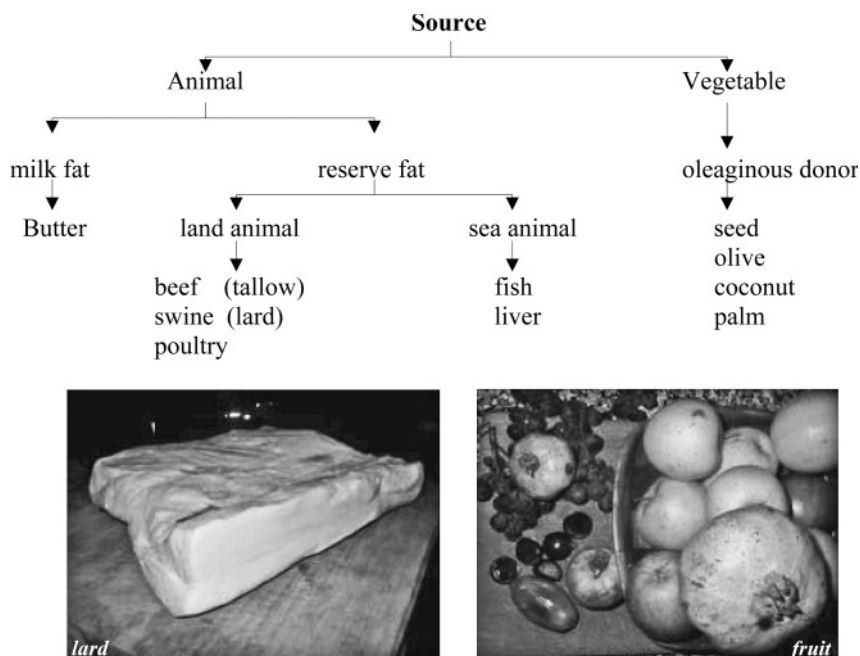 Source
Animal Vegetable
milk fat reserve fat oleaginous donor
Butter land animal sea animal seed
olive
beef (tallow) fish coconut
swine (lard) liver palm
poultry
lard fruit